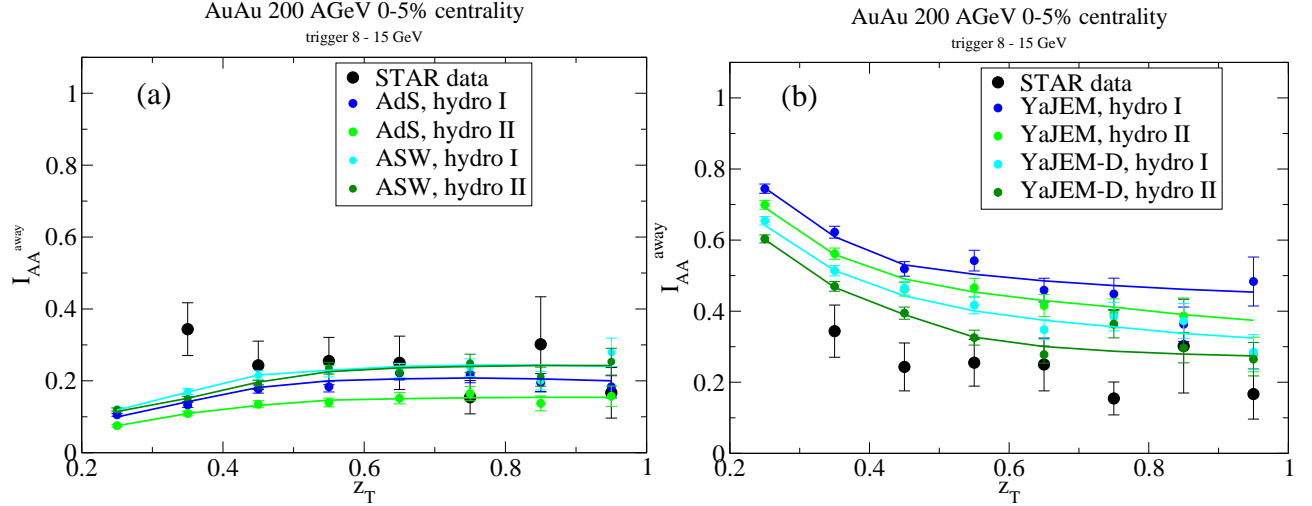 AuAu 200 AGeV 0-5% centrality
trigger 8 - 15 GeV
(a)
STAR data
AdS, hydro I
AdS, hydro II
ASW, hydro I
ASW, hydro II
I_AA^away
1
0.8
0.6
0.4
0.2
0
0.2
0.4
0.6
0.8
1
z_T
AuAu 200 AGeV 0-5% centrality
trigger 8 - 15 GeV
(b)
STAR data
YaJEM, hydro I
YaJEM, hydro II
YaJEM-D, hydro I
YaJEM-D, hydro II
I_AA^away
1
0.8
0.6
0.4
0.2
0
0.2
0.4
0.6
0.8
1
z_T